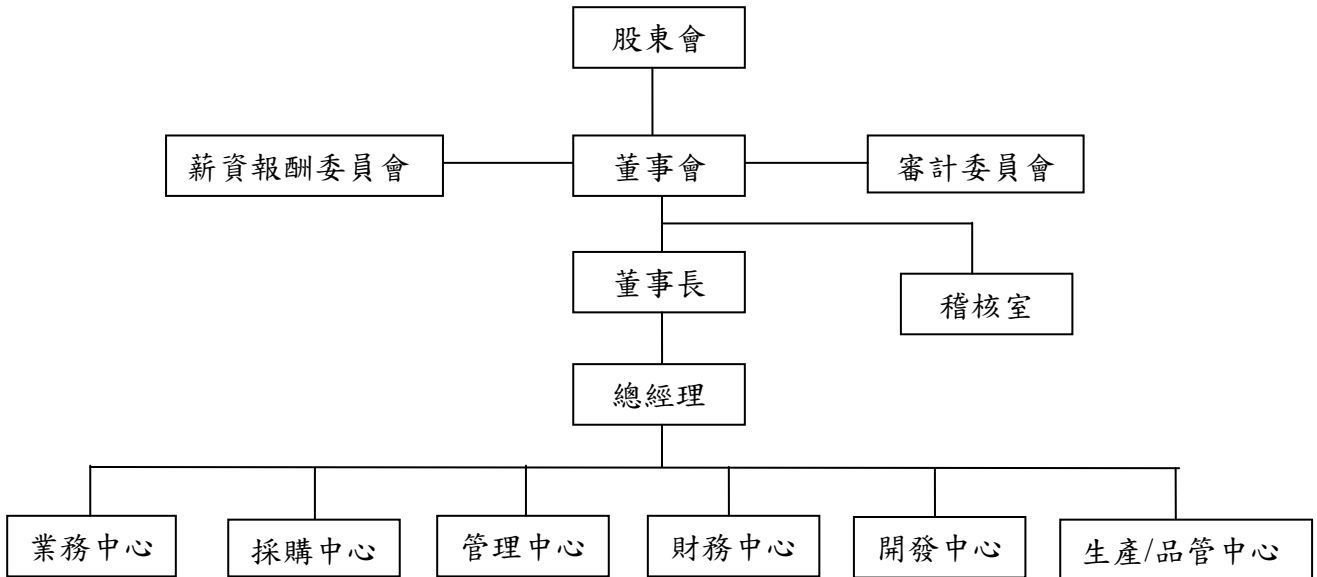 股東會
薪資報酬委員會
董事會
審計委員會
董事長
稽核室
總經理
業務中心
採購中心
管理中心
財務中心
開發中心
生產/品管中心